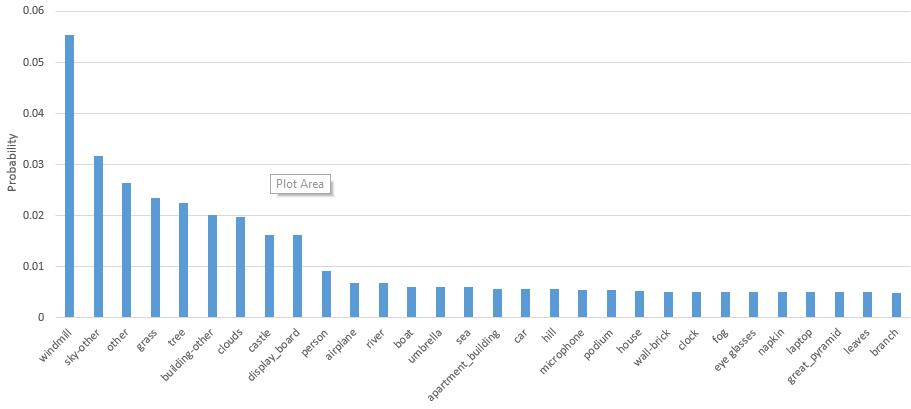 0.06
0.05
0.04
0.03
0.02
0.01
0
Probability
Plot Area
windmill
sky-other
other
grass
tree
building-other
clouds
castle
display_board
person
airplane
river
boat
umbrella
sea
apartment_building
car
hill
microphone
podium
house
wall-brick
clock
fog
eye glasses
napkin
laptop
great_pyramid
leaves
branch